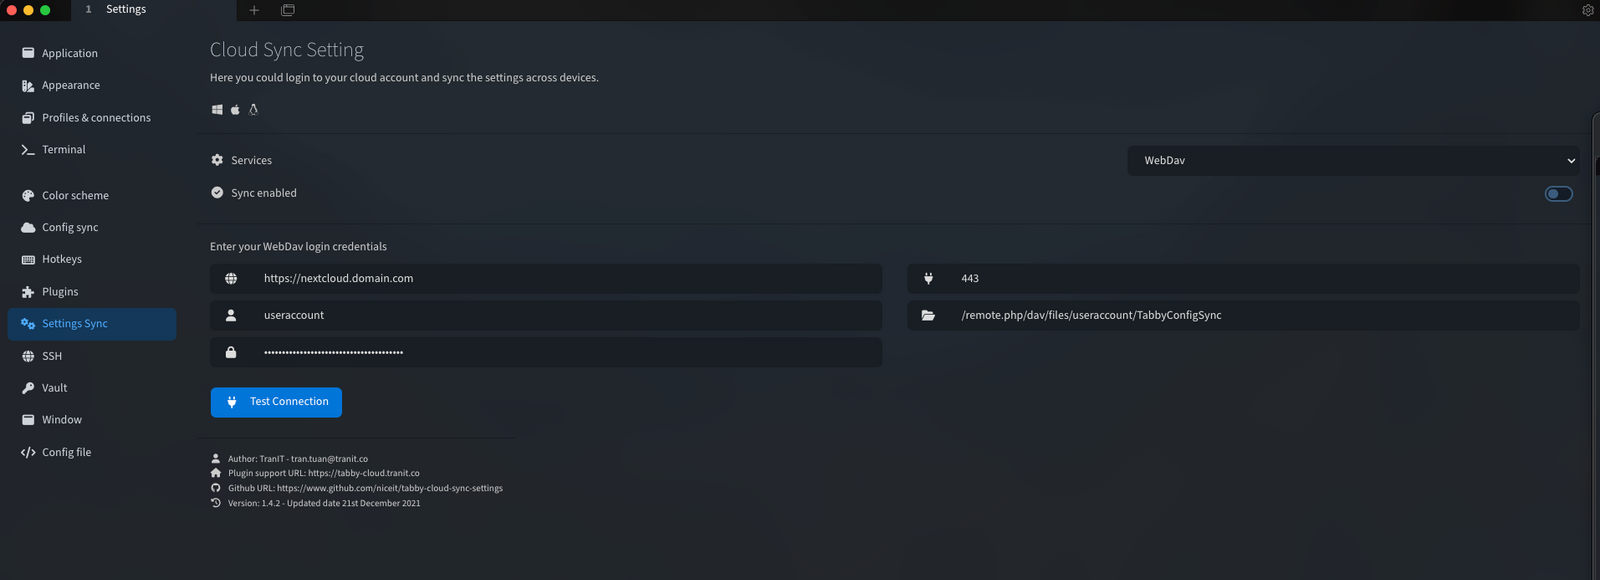 1 Settings
Application
Appearance
Profiles & connections
Terminal
Color scheme
Config sync
Hotkeys
Plugins
Settings Sync
SSH
Vault
Window
Config file
Cloud Sync Setting
Here you could login to your cloud account and sync the settings across devices.
Services
WebDav
Sync enabled
Enter your WebDav login credentials
https://nextcloud.domain.com
443
useraccount
/remote.php/dav/files/useraccount/TabbyConfigSync
Test Connection
Author: TranIT - tran.tuan@tranit.co
Plugin support URL: https://tabby-cloud.tranit.co
Github URL: https://www.github.com/niceit/tabby-cloud-sync-settings
Version: 1.4.2 - Updated date 21st December 2021